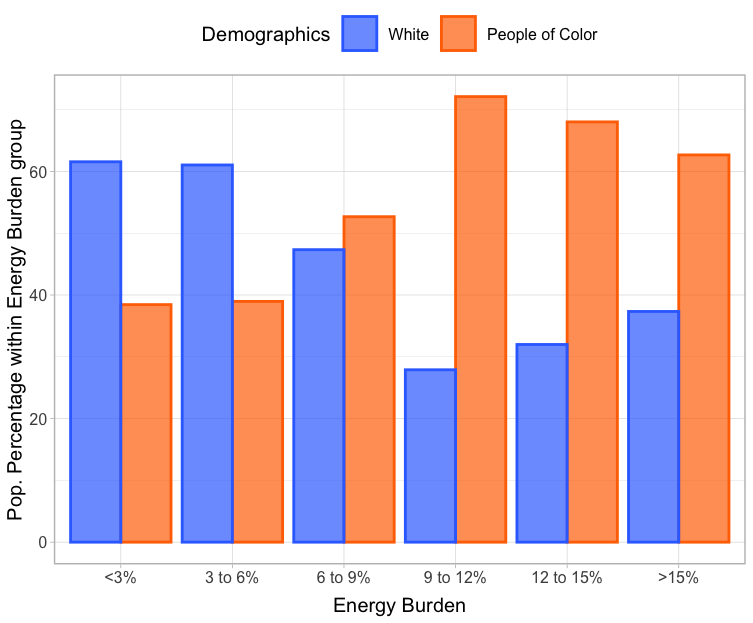 Demographics White People of Color
Pop. Percentage within Energy Burden group
60
40
20
0
<3% 3 to 6% 6 to 9% 9 to 12% 12 to 15% >15%
Energy Burden